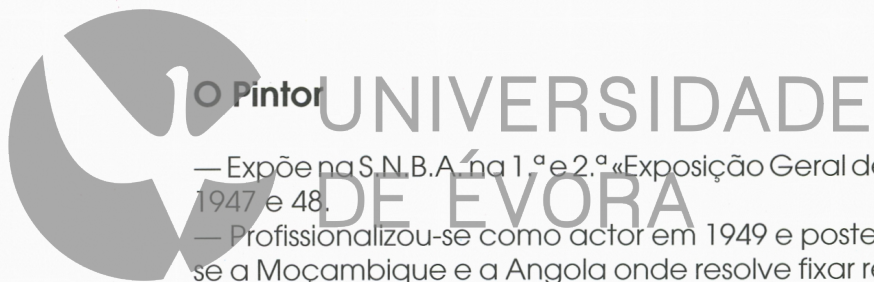 O Pintor
UNIVERSIDADE
DE ÉVORA
— Expõe na S.N.B.A. na 1.ª e 2.ª «Exposição Geral de
1947 e 48.
— Profissionalizou-se como actor em 1949 e poste
se a Moçambique e a Angola onde resolve fixar re